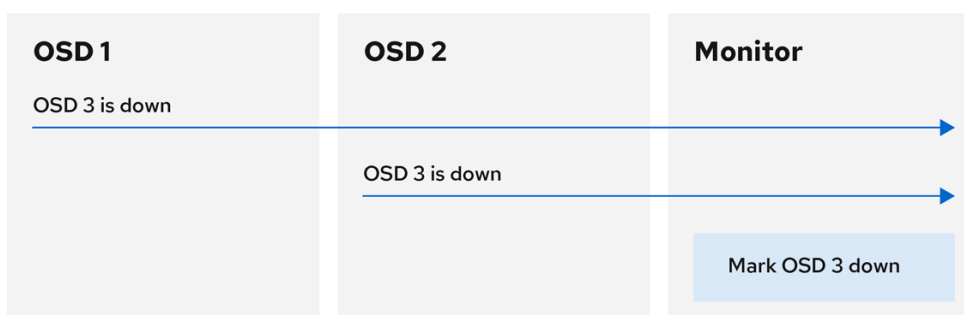 OSD 1
OSD 2
Monitor
OSD 3 is down
OSD 3 is down
Mark OSD 3 down